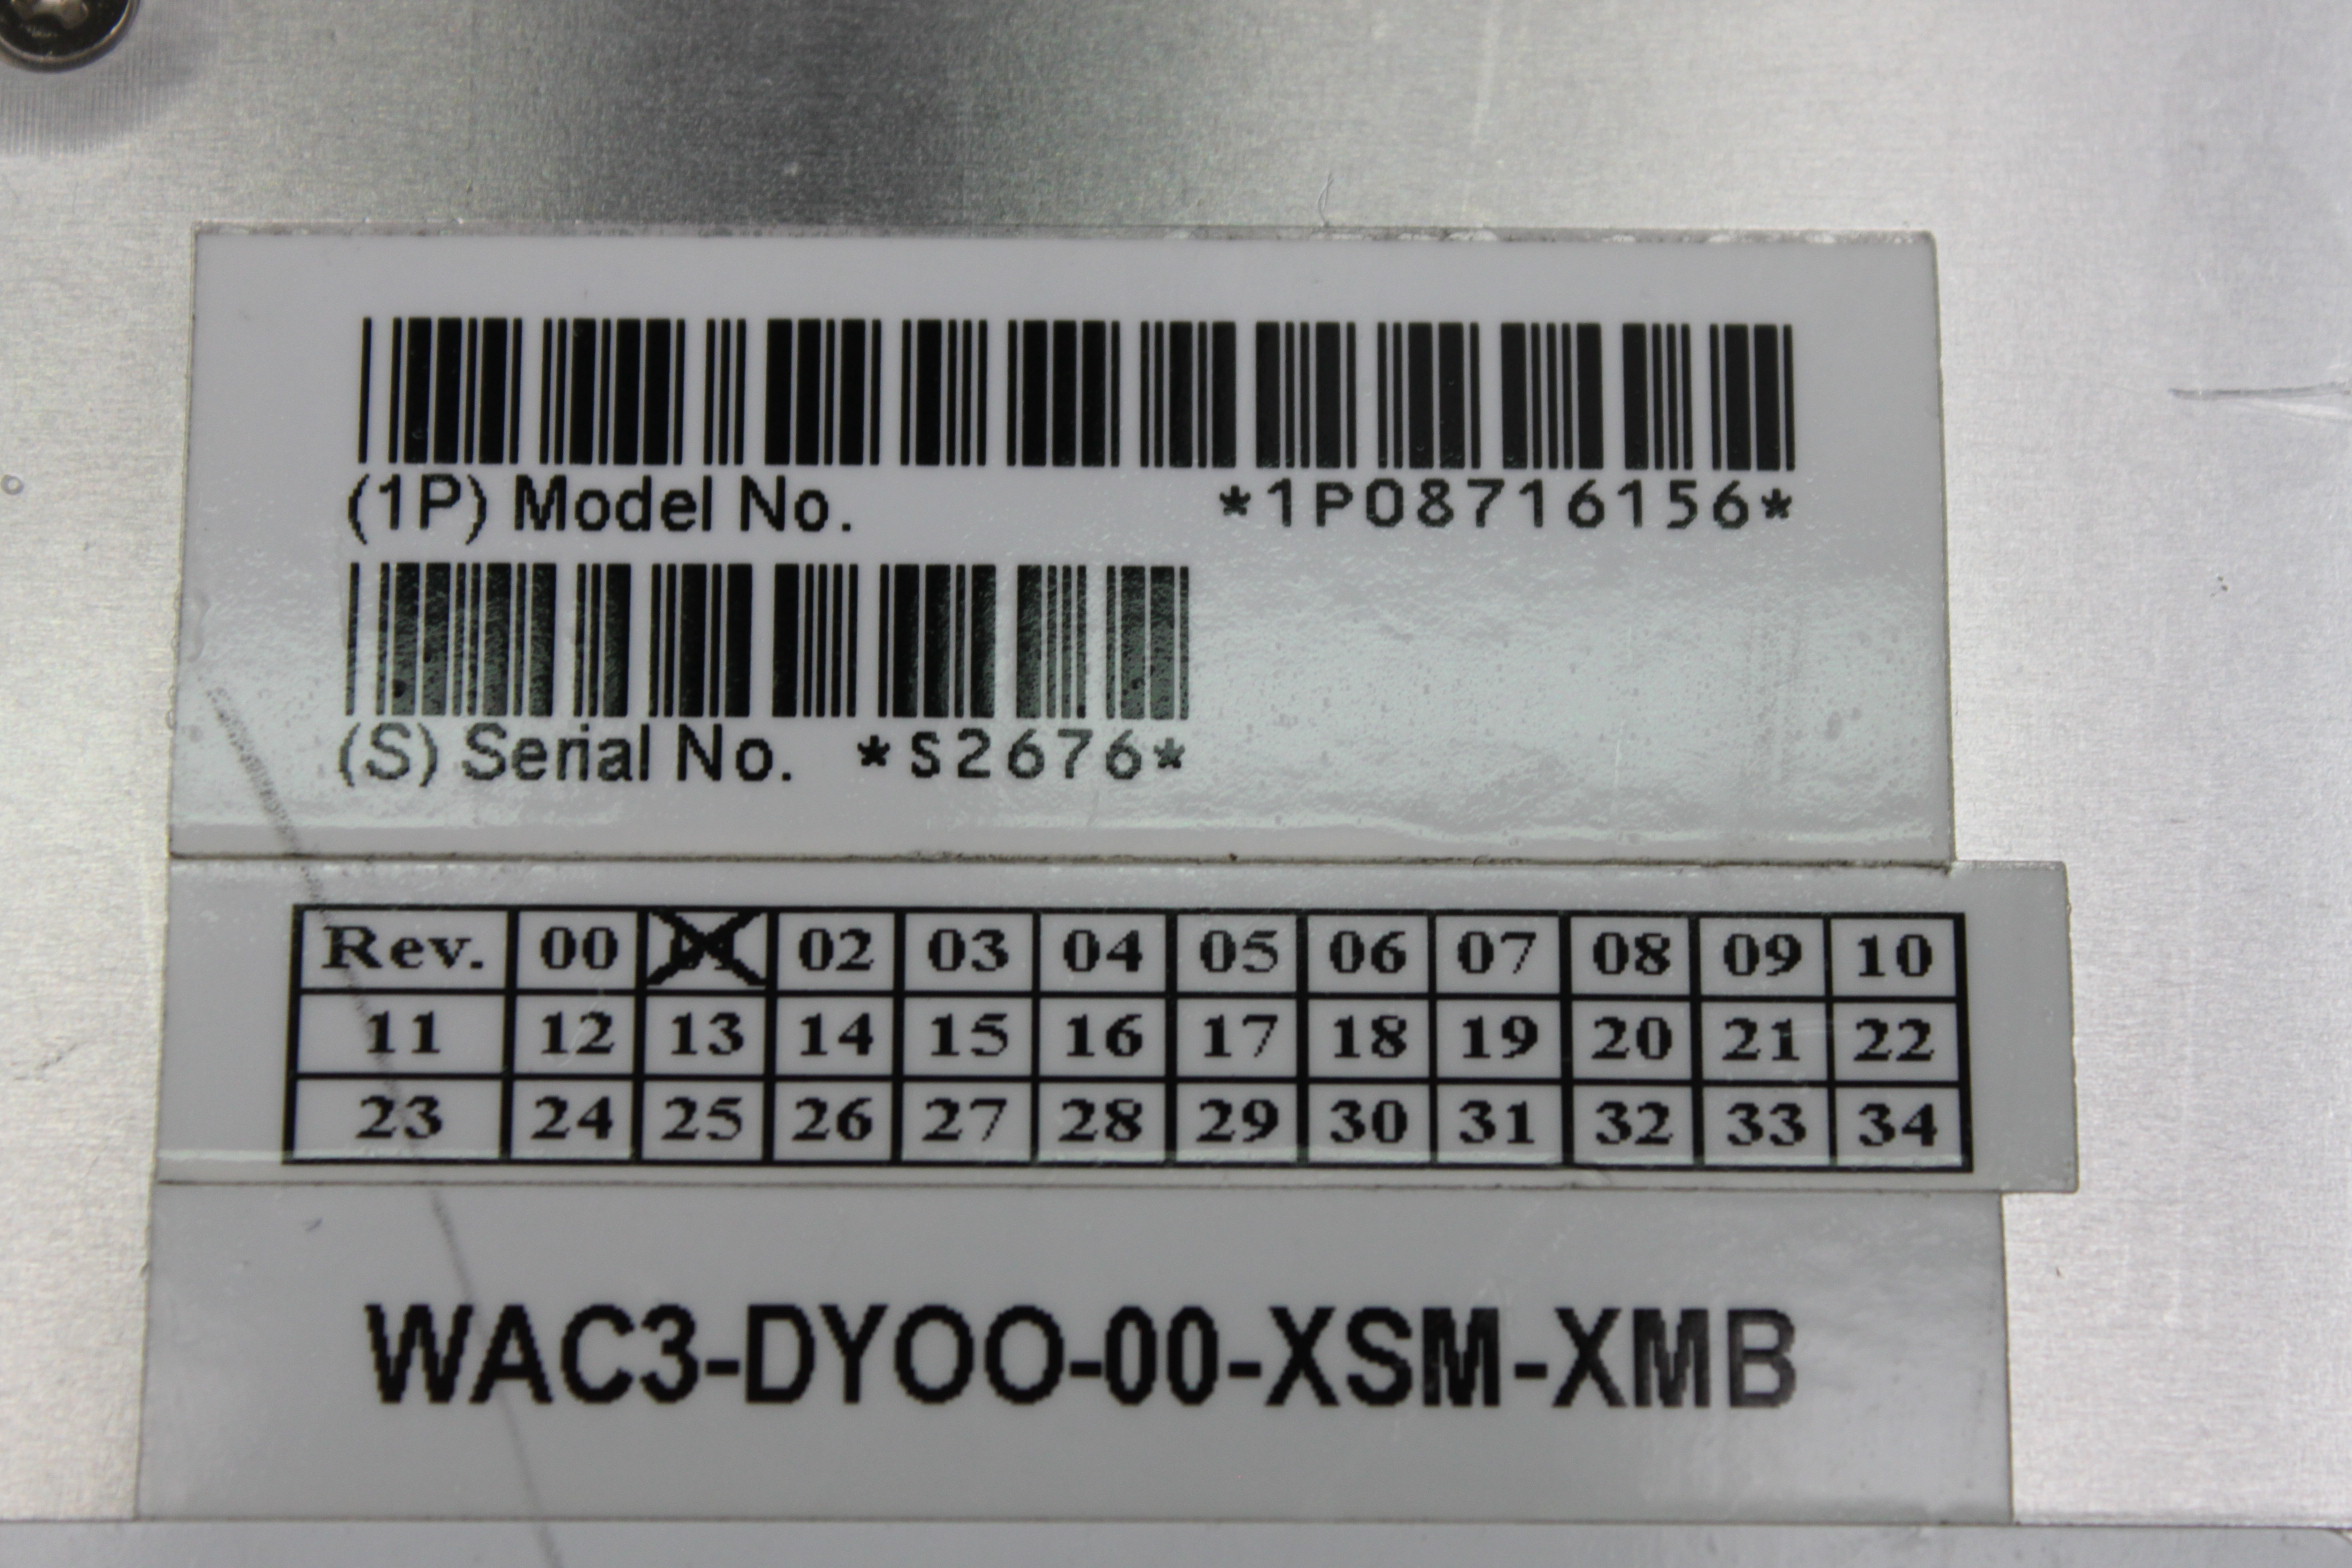 (1P) Model No. *1P08716156*
(S) Serial No. *S2676*
Rev. 00 01 02 03 04 05 06 07 08 09 10
11 12 13 14 15 16 17 18 19 20 21 22
23 24 25 26 27 28 29 30 31 32 33 34
WAC3-DYOO-00-XSM-XMB